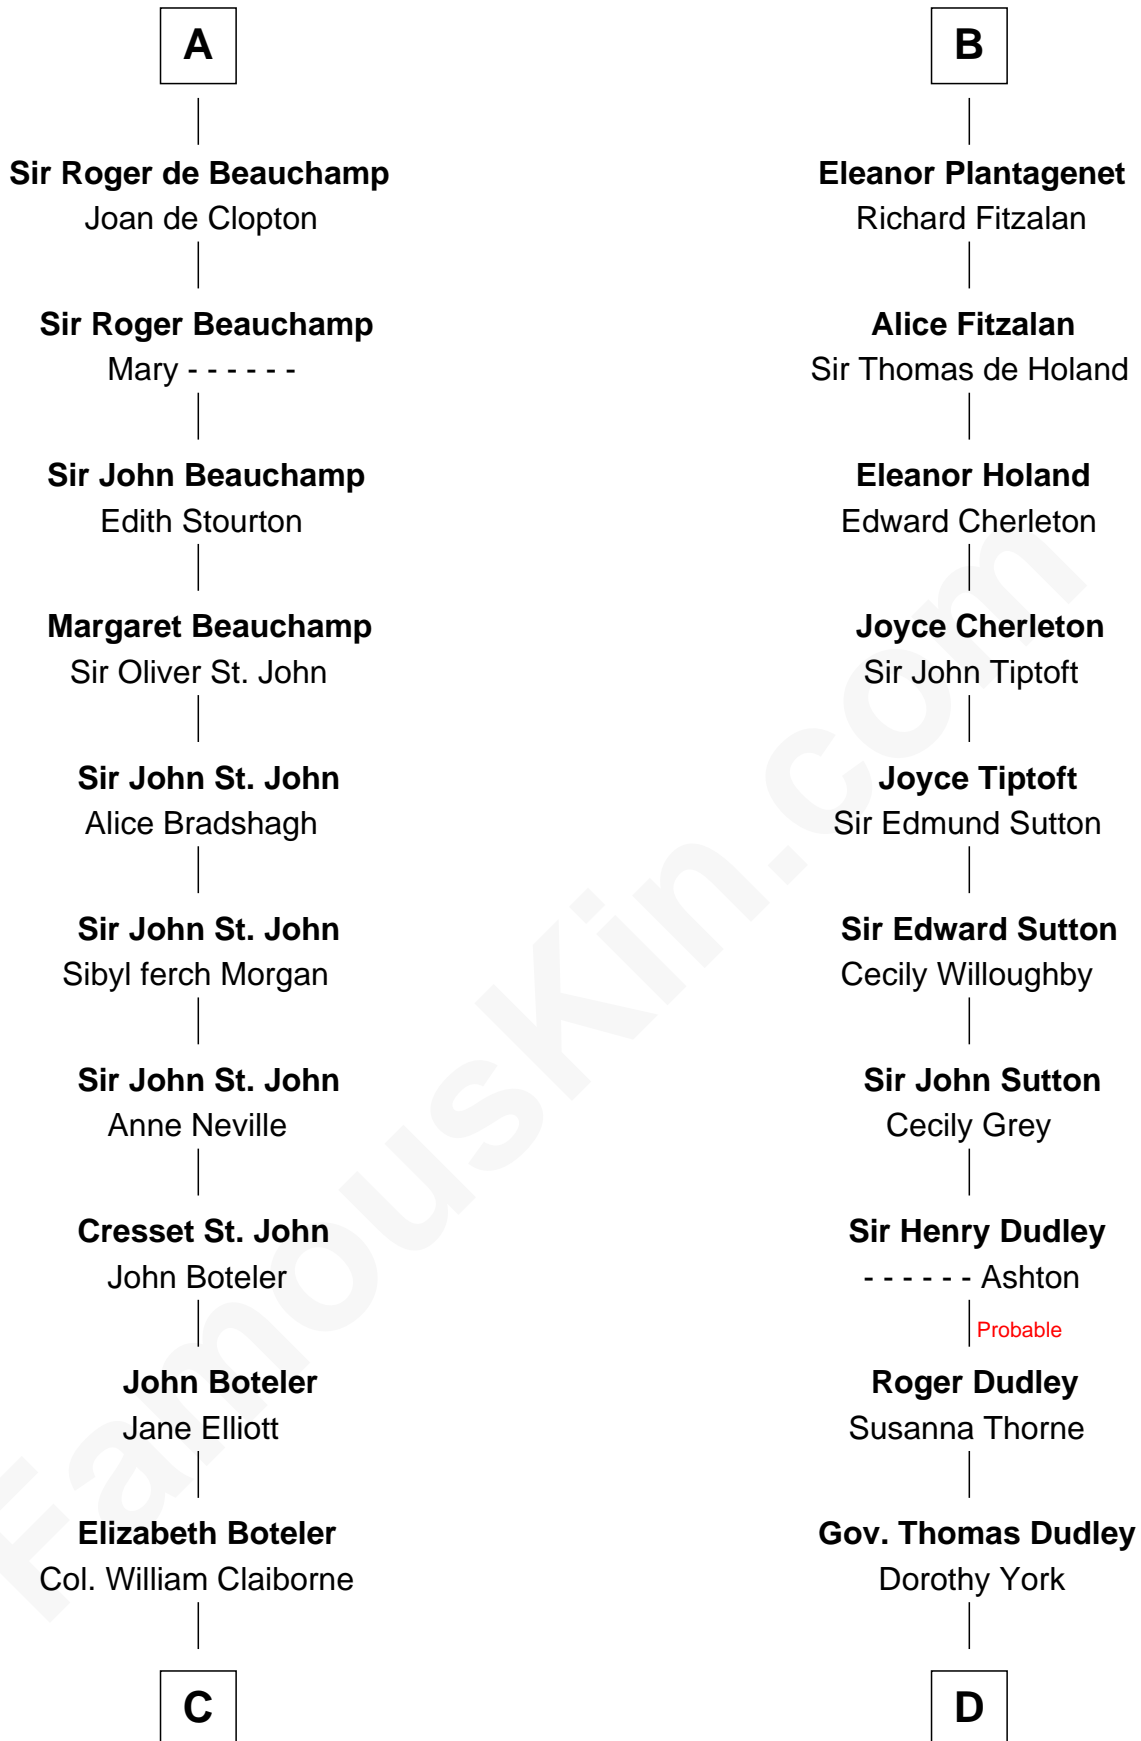 A
Sir Roger de Beauchamp
Joan de Clopton
Sir Roger Beauchamp
Mary - - - - - -
Sir John Beauchamp
Edith Stourton
Margaret Beauchamp
Sir Oliver St. John
Sir John St. John
Alice Bradshagh
Sir John St. John
Sibyl ferch Morgan
Sir John St. John
Anne Neville
Cresset St. John
John Boteler
John Boteler
Jane Elliott
Elizabeth Boteler
Col. William Claiborne
C
B
Eleanor Plantagenet
Richard Fitzalan
Alice Fitzalan
Sir Thomas de Holand
Eleanor Holand
Edward Cherleton
Joyce Cherleton
Sir John Tiptoft
Joyce Tiptoft
Sir Edmund Sutton
Sir Edward Sutton
Cecily Willoughby
Sir John Sutton
Cecily Grey
Sir Henry Dudley
- - - - - - Ashton
Probable
Roger Dudley
Susanna Thorne
Gov. Thomas Dudley
Dorothy York
D
FamousKin.com